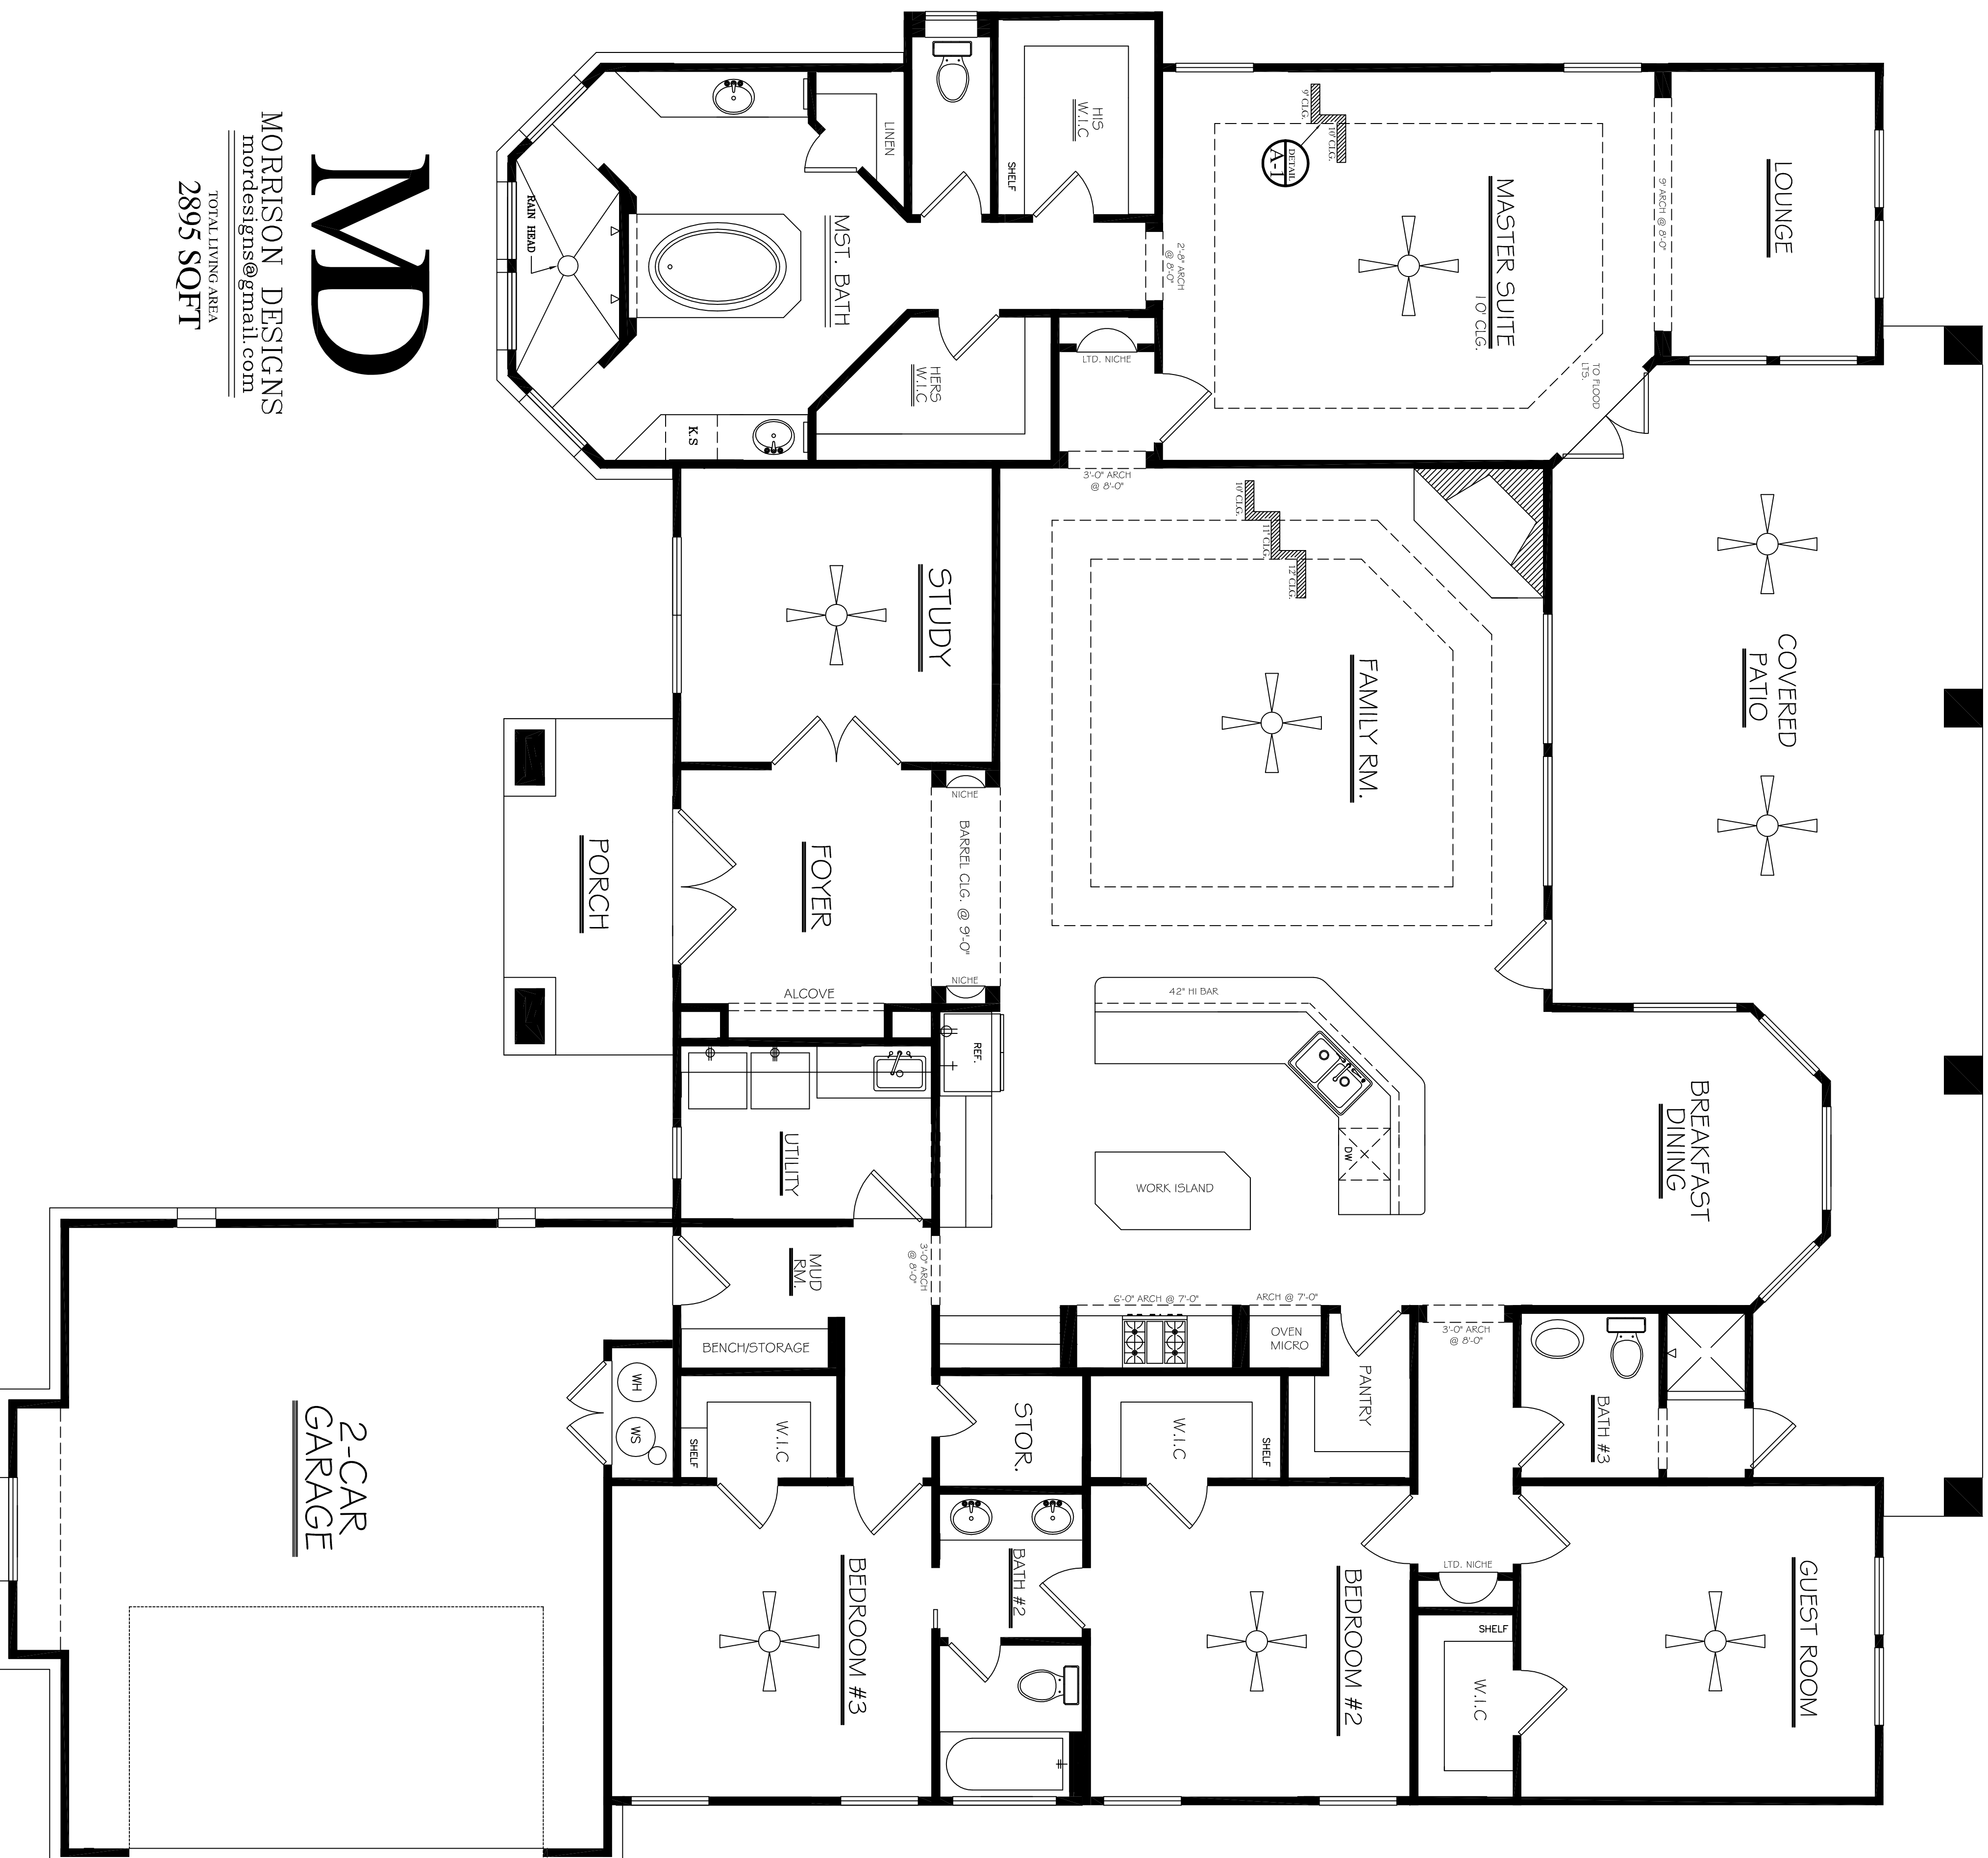 LOUNGE
9' ARCH @ 8'-0"
MASTER SUITE
10' CLG.
9' CLG.
10' CLG.
DETAIL
A-1
TO FLOOD
LTS.
HIS
W.I.C
SHELF
2'-8" ARCH
@ 8'-0"
LINEN
MST. BATH
RAIN HEAD
HERS
W.I.C
K.S
LTD. NICHE
3'-0" ARCH
@ 8'-0"
COVERED
PATIO
FAMILY RM.
10' CLG.
11' CLG.
12' CLG.
STUDY
NICHE
BARREL CLG. @ 9'-0"
NICHE
FOYER
ALCOVE
PORCH
BREAKFAST
DINING
42" HI BAR
DW
WORK ISLAND
REF.
UTILITY
MUD
RM.
3'-0" ARCH
@ 8'-0"
BENCH/STORAGE
6'-0" ARCH @ 7'-0"
ARCH @ 7'-0"
OVEN
MICRO
PANTRY
3'-0" ARCH
@ 8'-0"
BATH #3
STOR.
W.I.C
SHELF
W.I.C
SHELF
WH
WS
GUEST ROOM
LTD. NICHE
SHELF
W.I.C
BEDROOM #2
BATH #2
BEDROOM #3
2-CAR
GARAGE
MD
MORRISON DESIGNS
mordesigns@gmail.com
TOTAL LIVING AREA
2895 SQFT